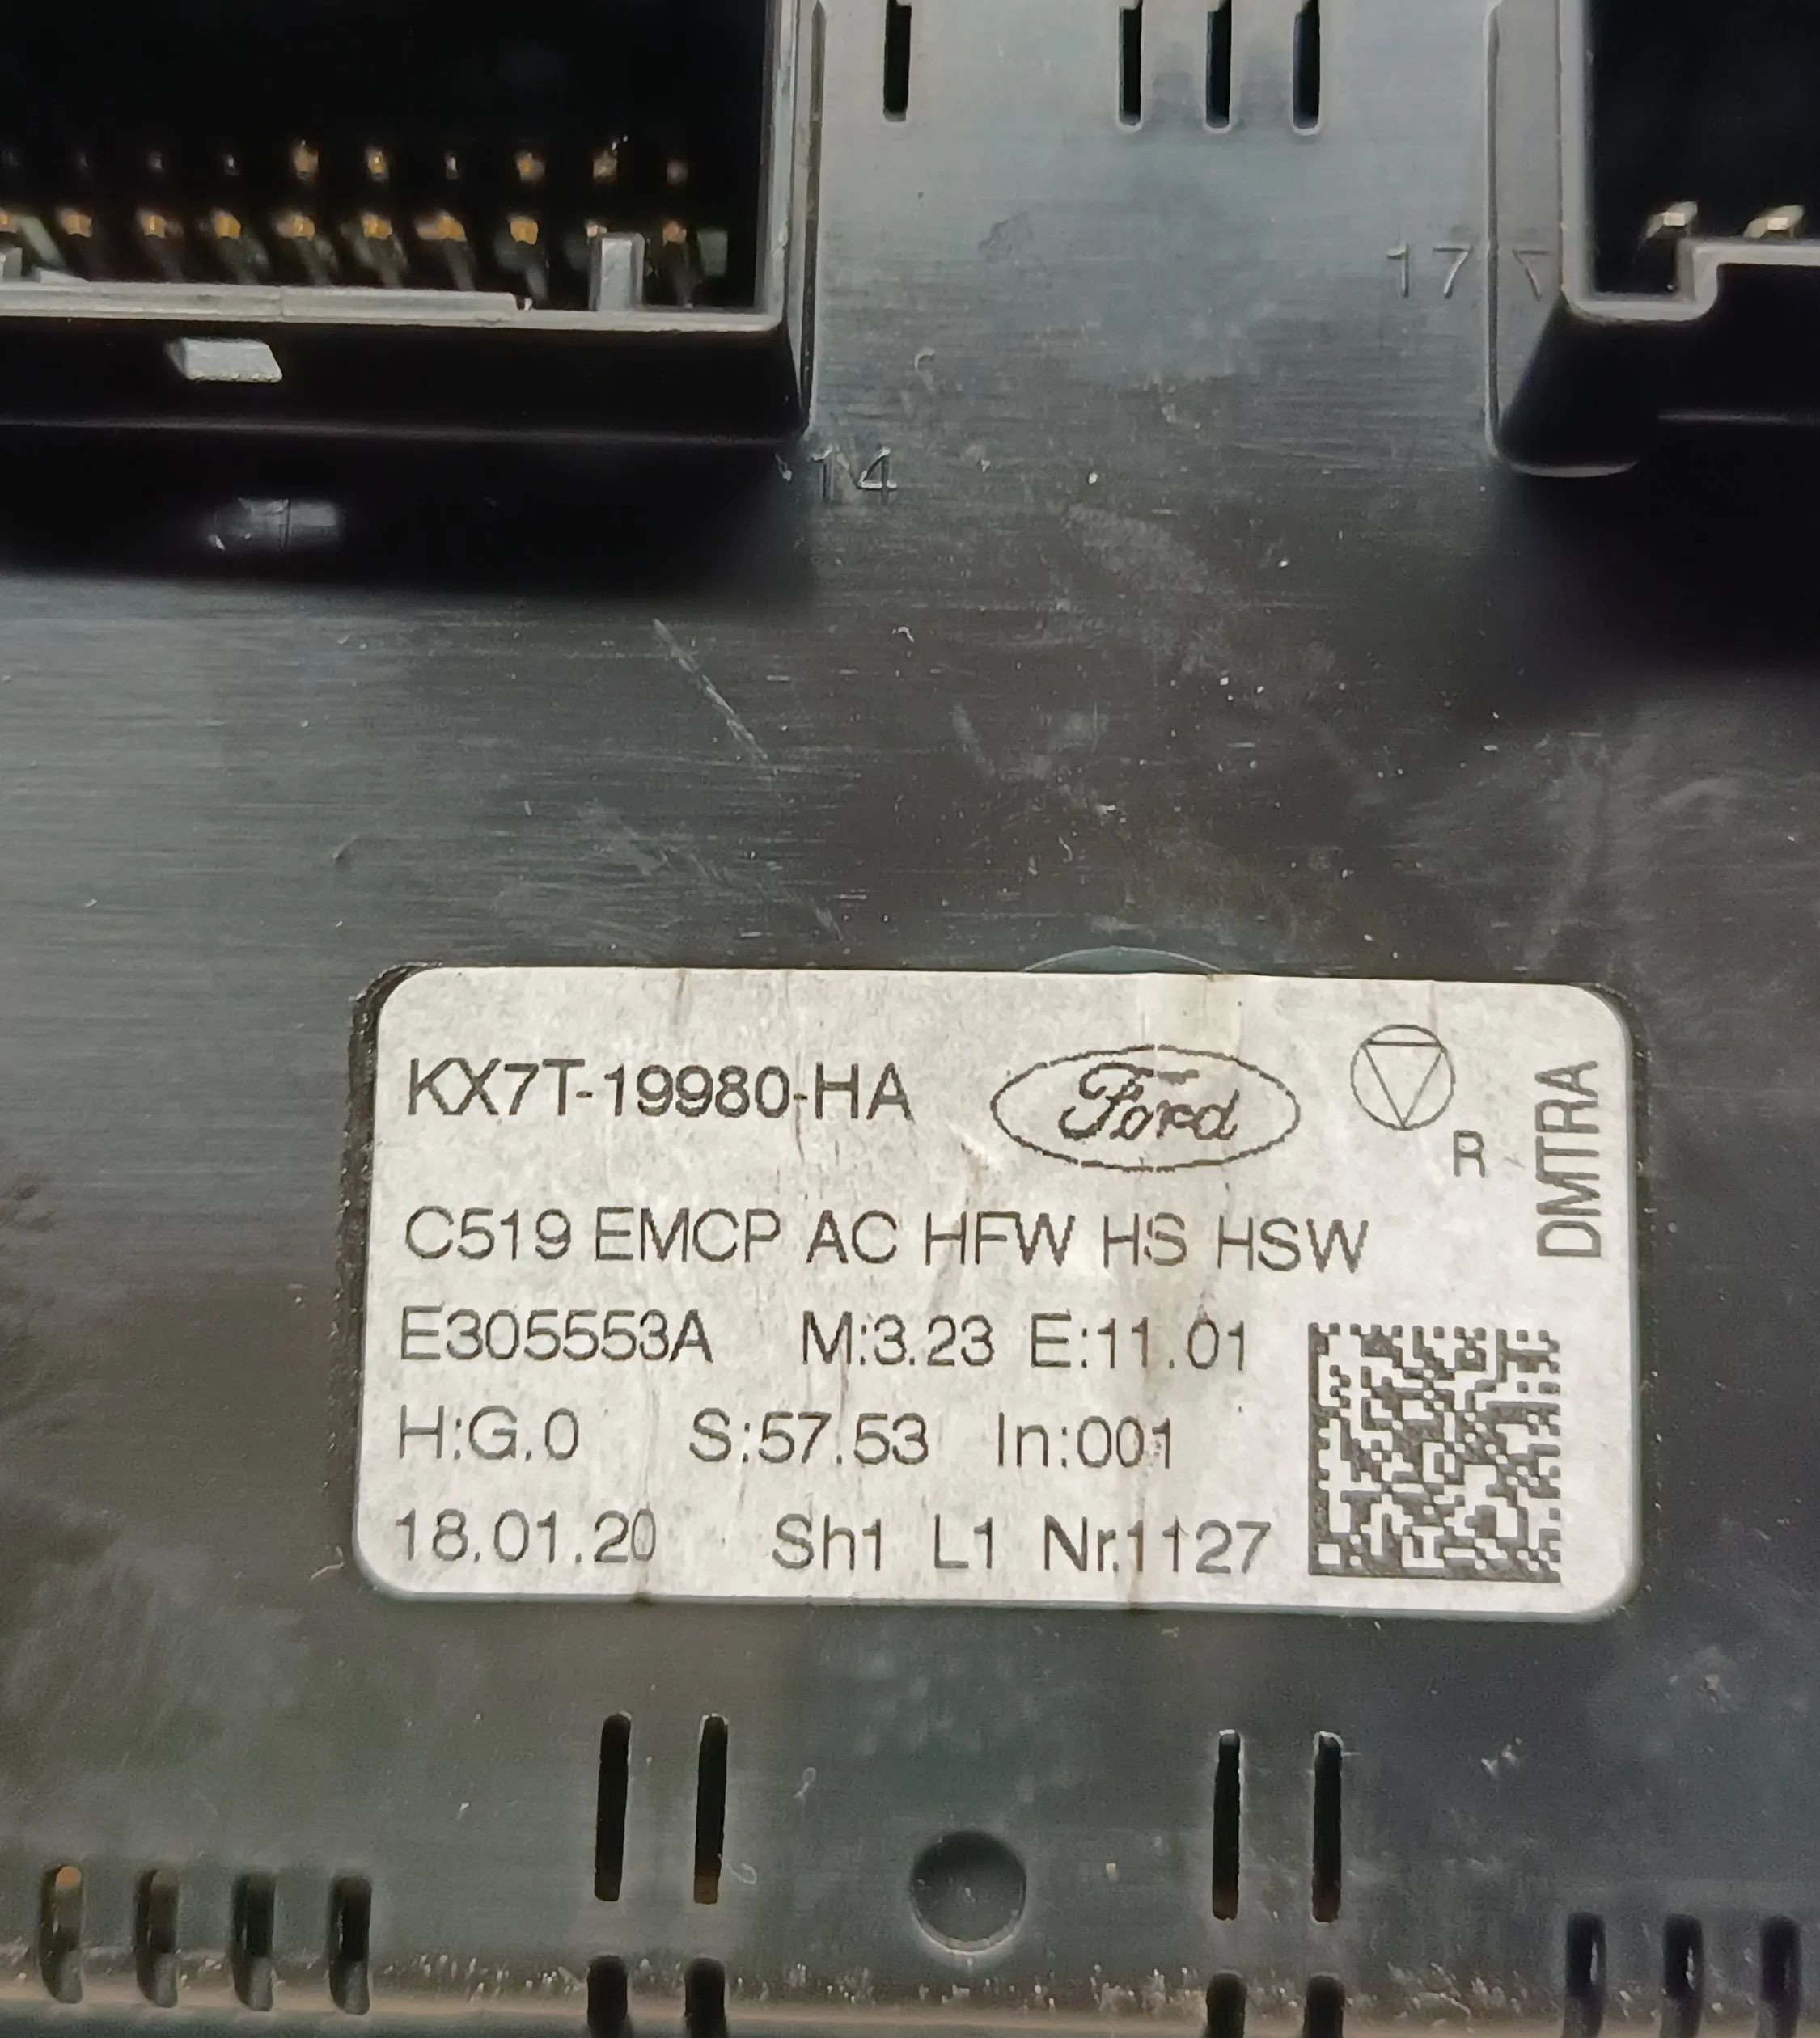 17 7
14
KX7T-19980-HA
Ford
R
DMTRA
C519 EMCP AC HFW HS HSW
E305553A M:3.23 E:11.01
H:G.0 S:57.53 In:001
18.01.20 Sh1 L1 Nr.1127